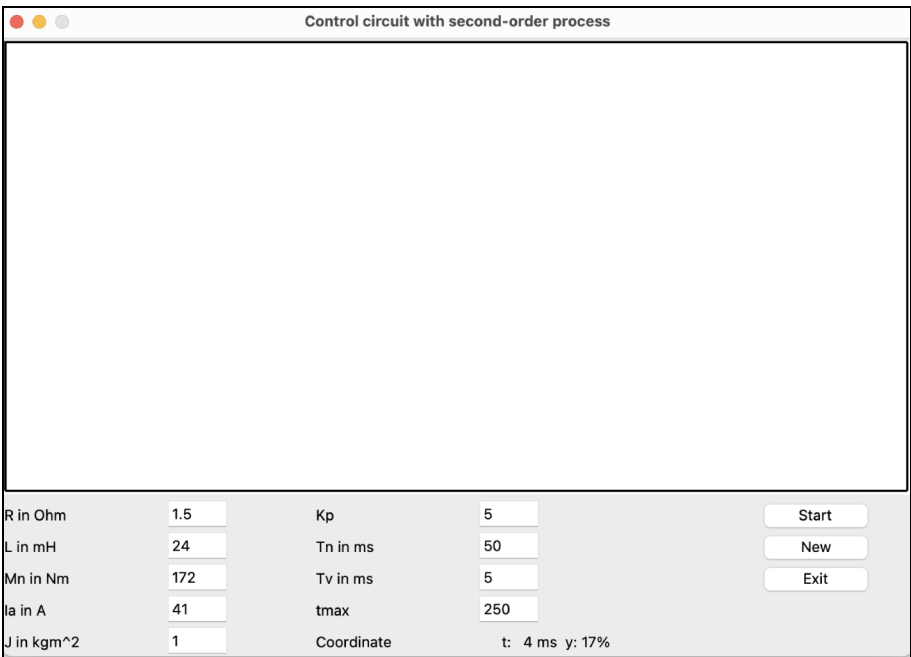 Control circuit with second-order process
R in Ohm 1.5 Kp 5 Start
L in mH 24 Tn in ms 50 New
Mn in Nm 172 Tv in ms 5 Exit
Ia in A 41 tmax 250
J in kgm^2 1 Coordinate t: 4 ms y: 17%